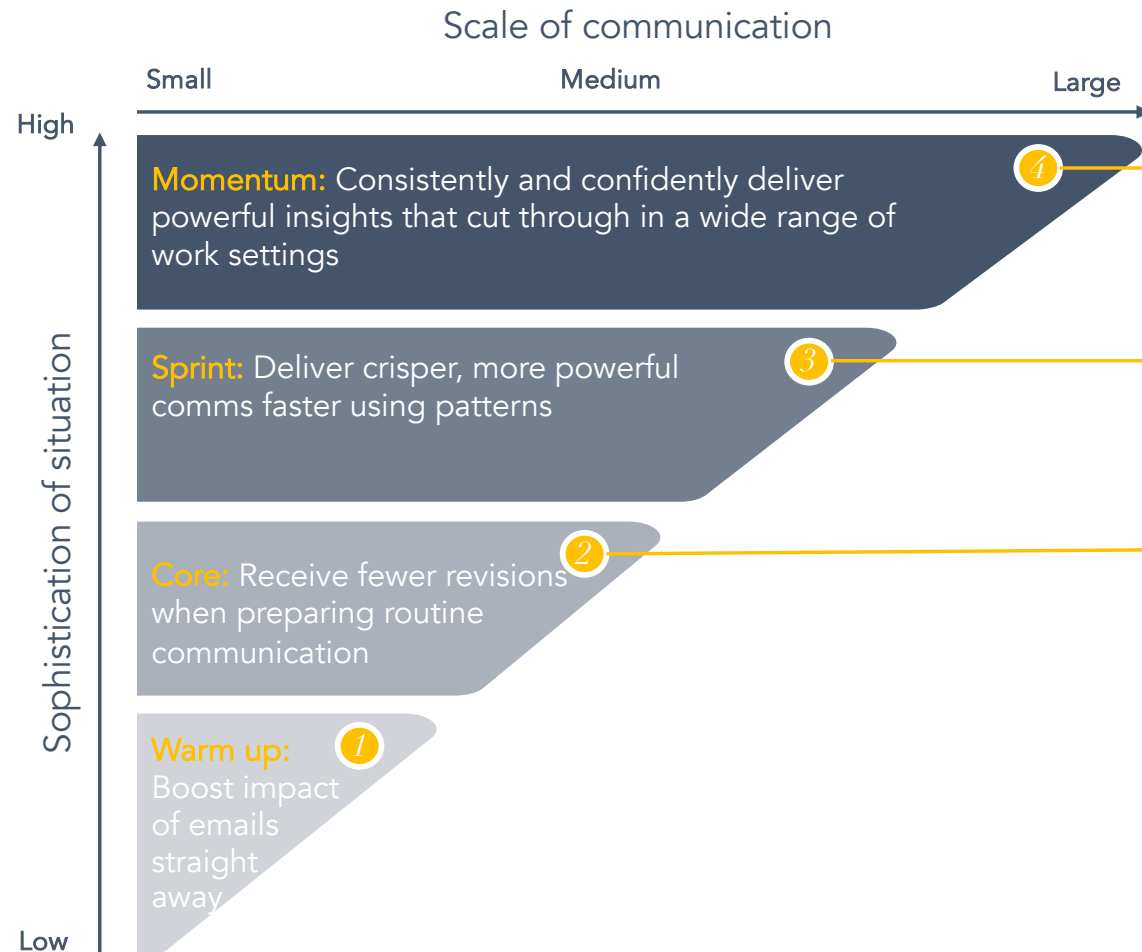 Scale of communication
Small
Medium
Large
High
Momentum: Consistently and confidently deliver
powerful insights that cut through in a wide range of
work settings
4
Sprint: Deliver crisper, more powerful
comms faster using patterns
3
Sophistication of situation
Core: Receive fewer revisions
when preparing routine
communication
2
Warm up:
Boost impact
of emails
straight
away
1
Low